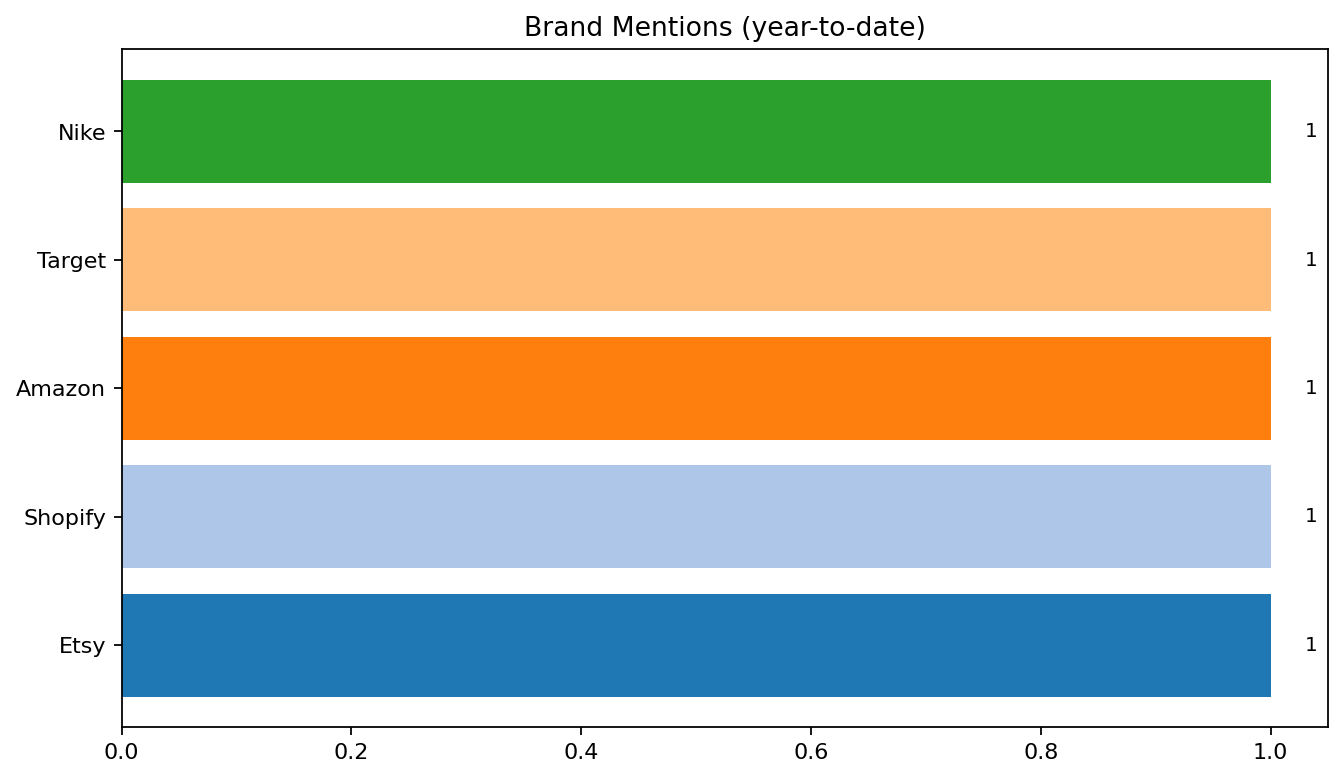 Brand Mentions (year-to-date)
Nike 1
Target 1
Amazon 1
Shopify 1
Etsy 1
0.0 0.2 0.4 0.6 0.8 1.0